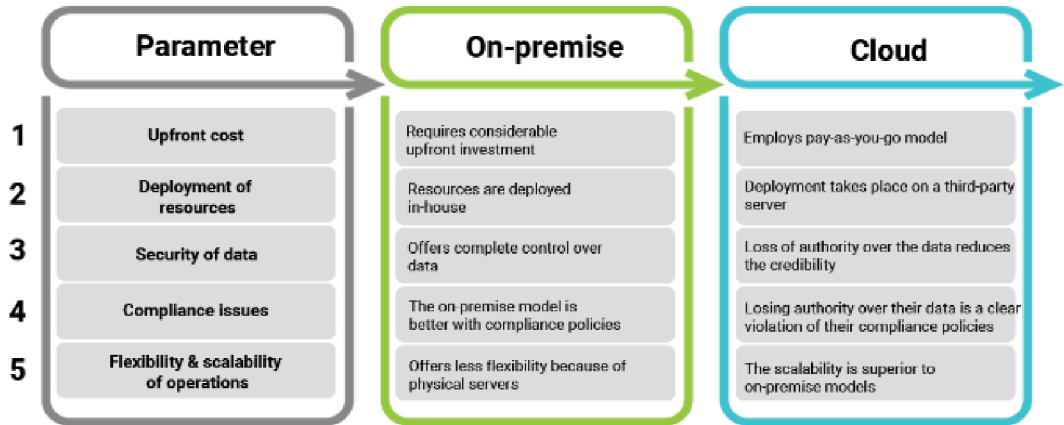 Parameter
On-premise
Cloud
1
Upfront cost
Requires considerable
upfront investment
Employs pay-as-you-go model
2
Deployment of
resources
Resources are deployed
in-house
Deployment takes place on a third-party
server
3
Security of data
Offers complete control over
data
Loss of authority over the data reduces
the credibility
4
Compliance issues
The on-premise model is
better with compliance policies
Losing authority over their data is a clear
violation of their compliance policies
5
Flexibility & scalability
of operations
Offers less flexibility because of
physical servers
The scalability is superior to
on-premise models